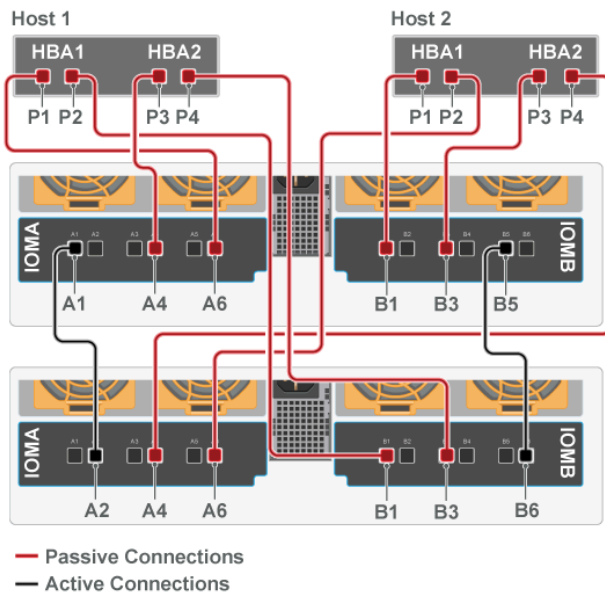 Host 1 Host 2
HBA1 HBA2 HBA1 HBA2
P1 P2 P3 P4 P1 P2 P3 P4
IOMA A1 A2 A3 A5 B2 B4 B5 B6 IOMB
A1 A4 A6 B1 B3 B5
IOMA A1 A3 A5 B1 B2 B4 B5 IOMB
A2 A4 A6 B1 B3 B6
Passive Connections
Active Connections